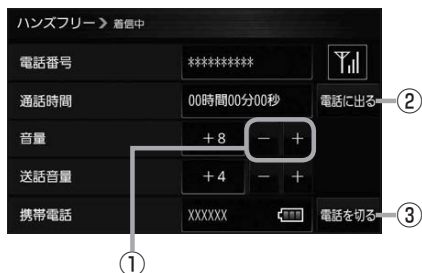 ハンズフリー》着信中
電話番号 **********
通話時間 00時間00分00秒 電話に出る ②
音量 +8 − +
送話音量 +4 − +
携帯電話 XXXXXX 電話を切る ③
①